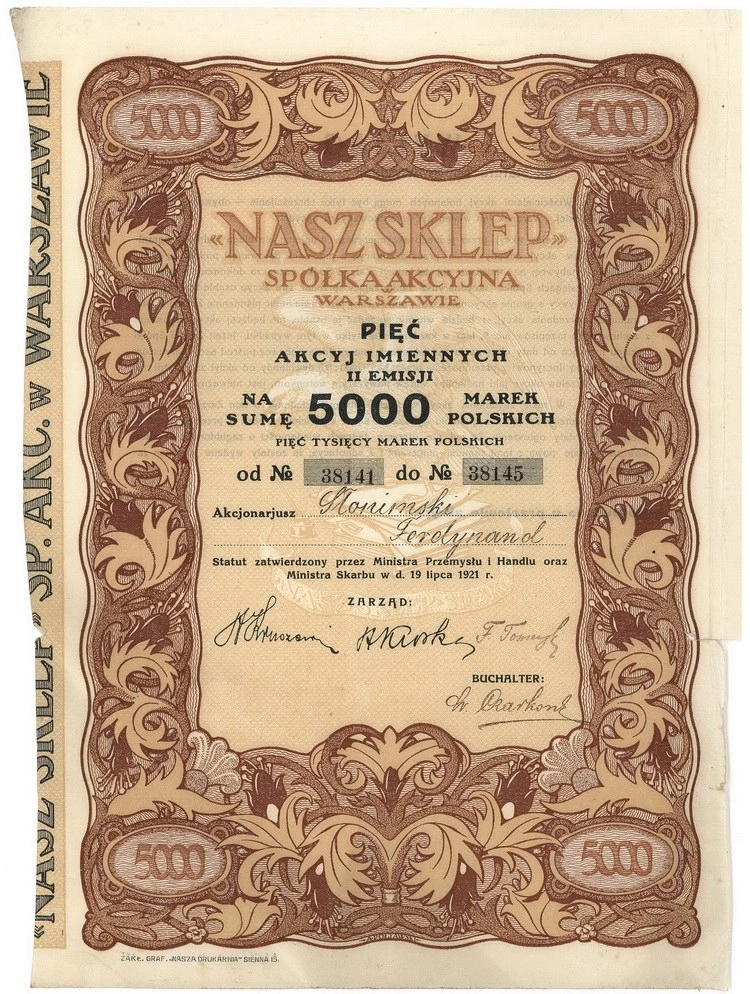 5000 5000
«NASZ SKLEP»
SPÓŁKA AKCYJNA
W
WARSZAWIE
PIĘĆ
AKCYJ IMIENNYCH
II EMISJI
NA SUMĘ 5000 MAREK POLSKICH
PIĘĆ TYSIĘCY MAREK POLSKICH
od № 38141 do № 38145
Akcjonarjusz Słonimski
Ferdynand
Statut zatwierdzony przez Ministra Przemysłu i Handlu oraz
Ministra Skarbu w d. 19 lipca 1921 r.
ZARZĄD:
BUCHALTER:
5000 5000
ZAKŁ. GRAF. „NASZA DRUKARNIA" SIENNA 15.
«NASZ SKLEP» SP. AKC. w WARSZAWIE